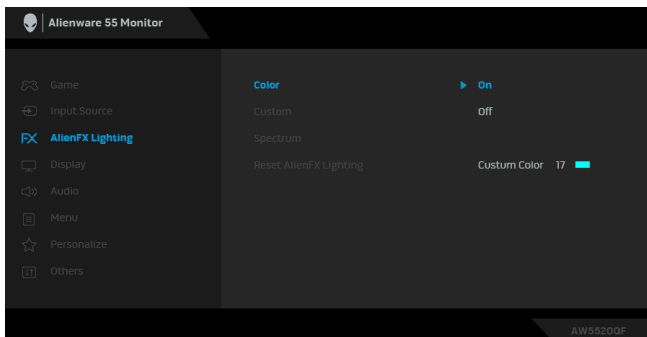 Alienware 55 Monitor
Game
Color
On
Input Source
Custom
Off
FX AlienFX Lighting
Spectrum
Display
Reset AlienFX Lighting
Custum Color 17
Audio
Menu
Personalize
Others
AW5520QF